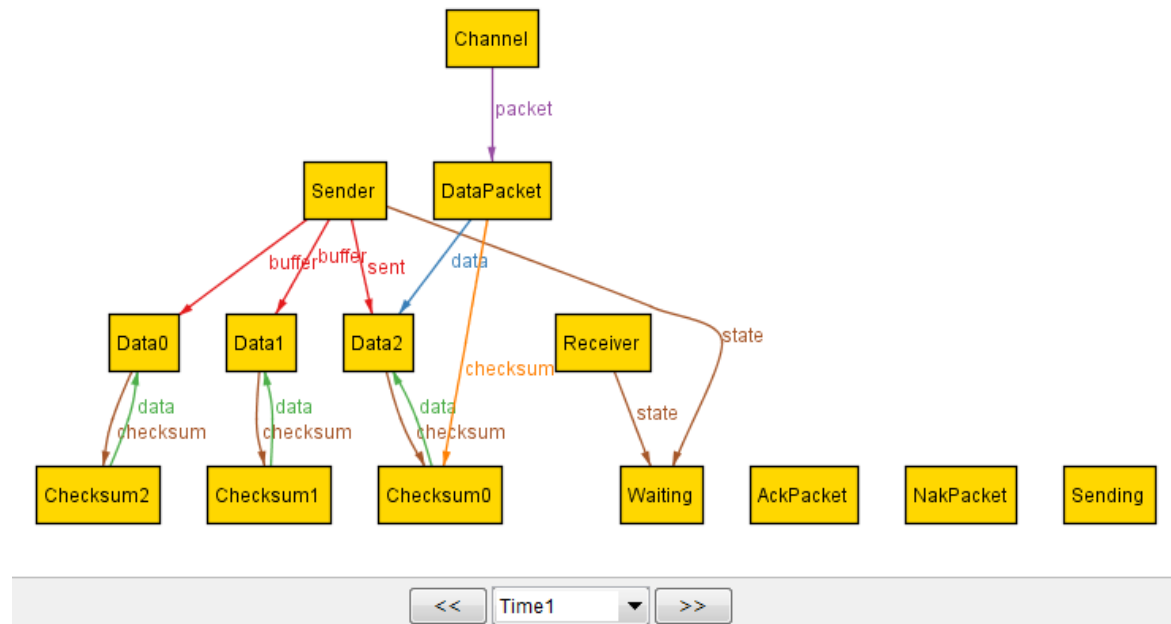 Channel
packet
Sender
DataPacket
buffer
buffer
sent
data
Data0
Data1
Data2
Receiver
state
checksum
data
checksum
data
checksum
data
checksum
state
Checksum2
Checksum1
Checksum0
Waiting
AckPacket
NakPacket
Sending
<<
Time1
>>